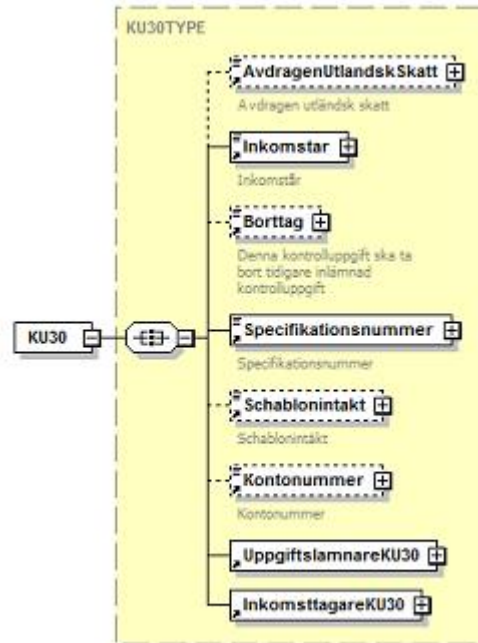 KU30TYPE
AvdragenUtlandskSkatt
Avdragen utländsk skatt
Inkomstar
Inkomstår
Borttag
Denna kontrolluppgift ska ta
bort tidigare inlämnad
kontrolluppgift
KU30
Specifikationsnummer
Specifikationsnummer
Schablonintakt
Schablonintäkt
Kontonummer
Kontonummer
UppgiftslamnareKU30
InkomsttagareKU30